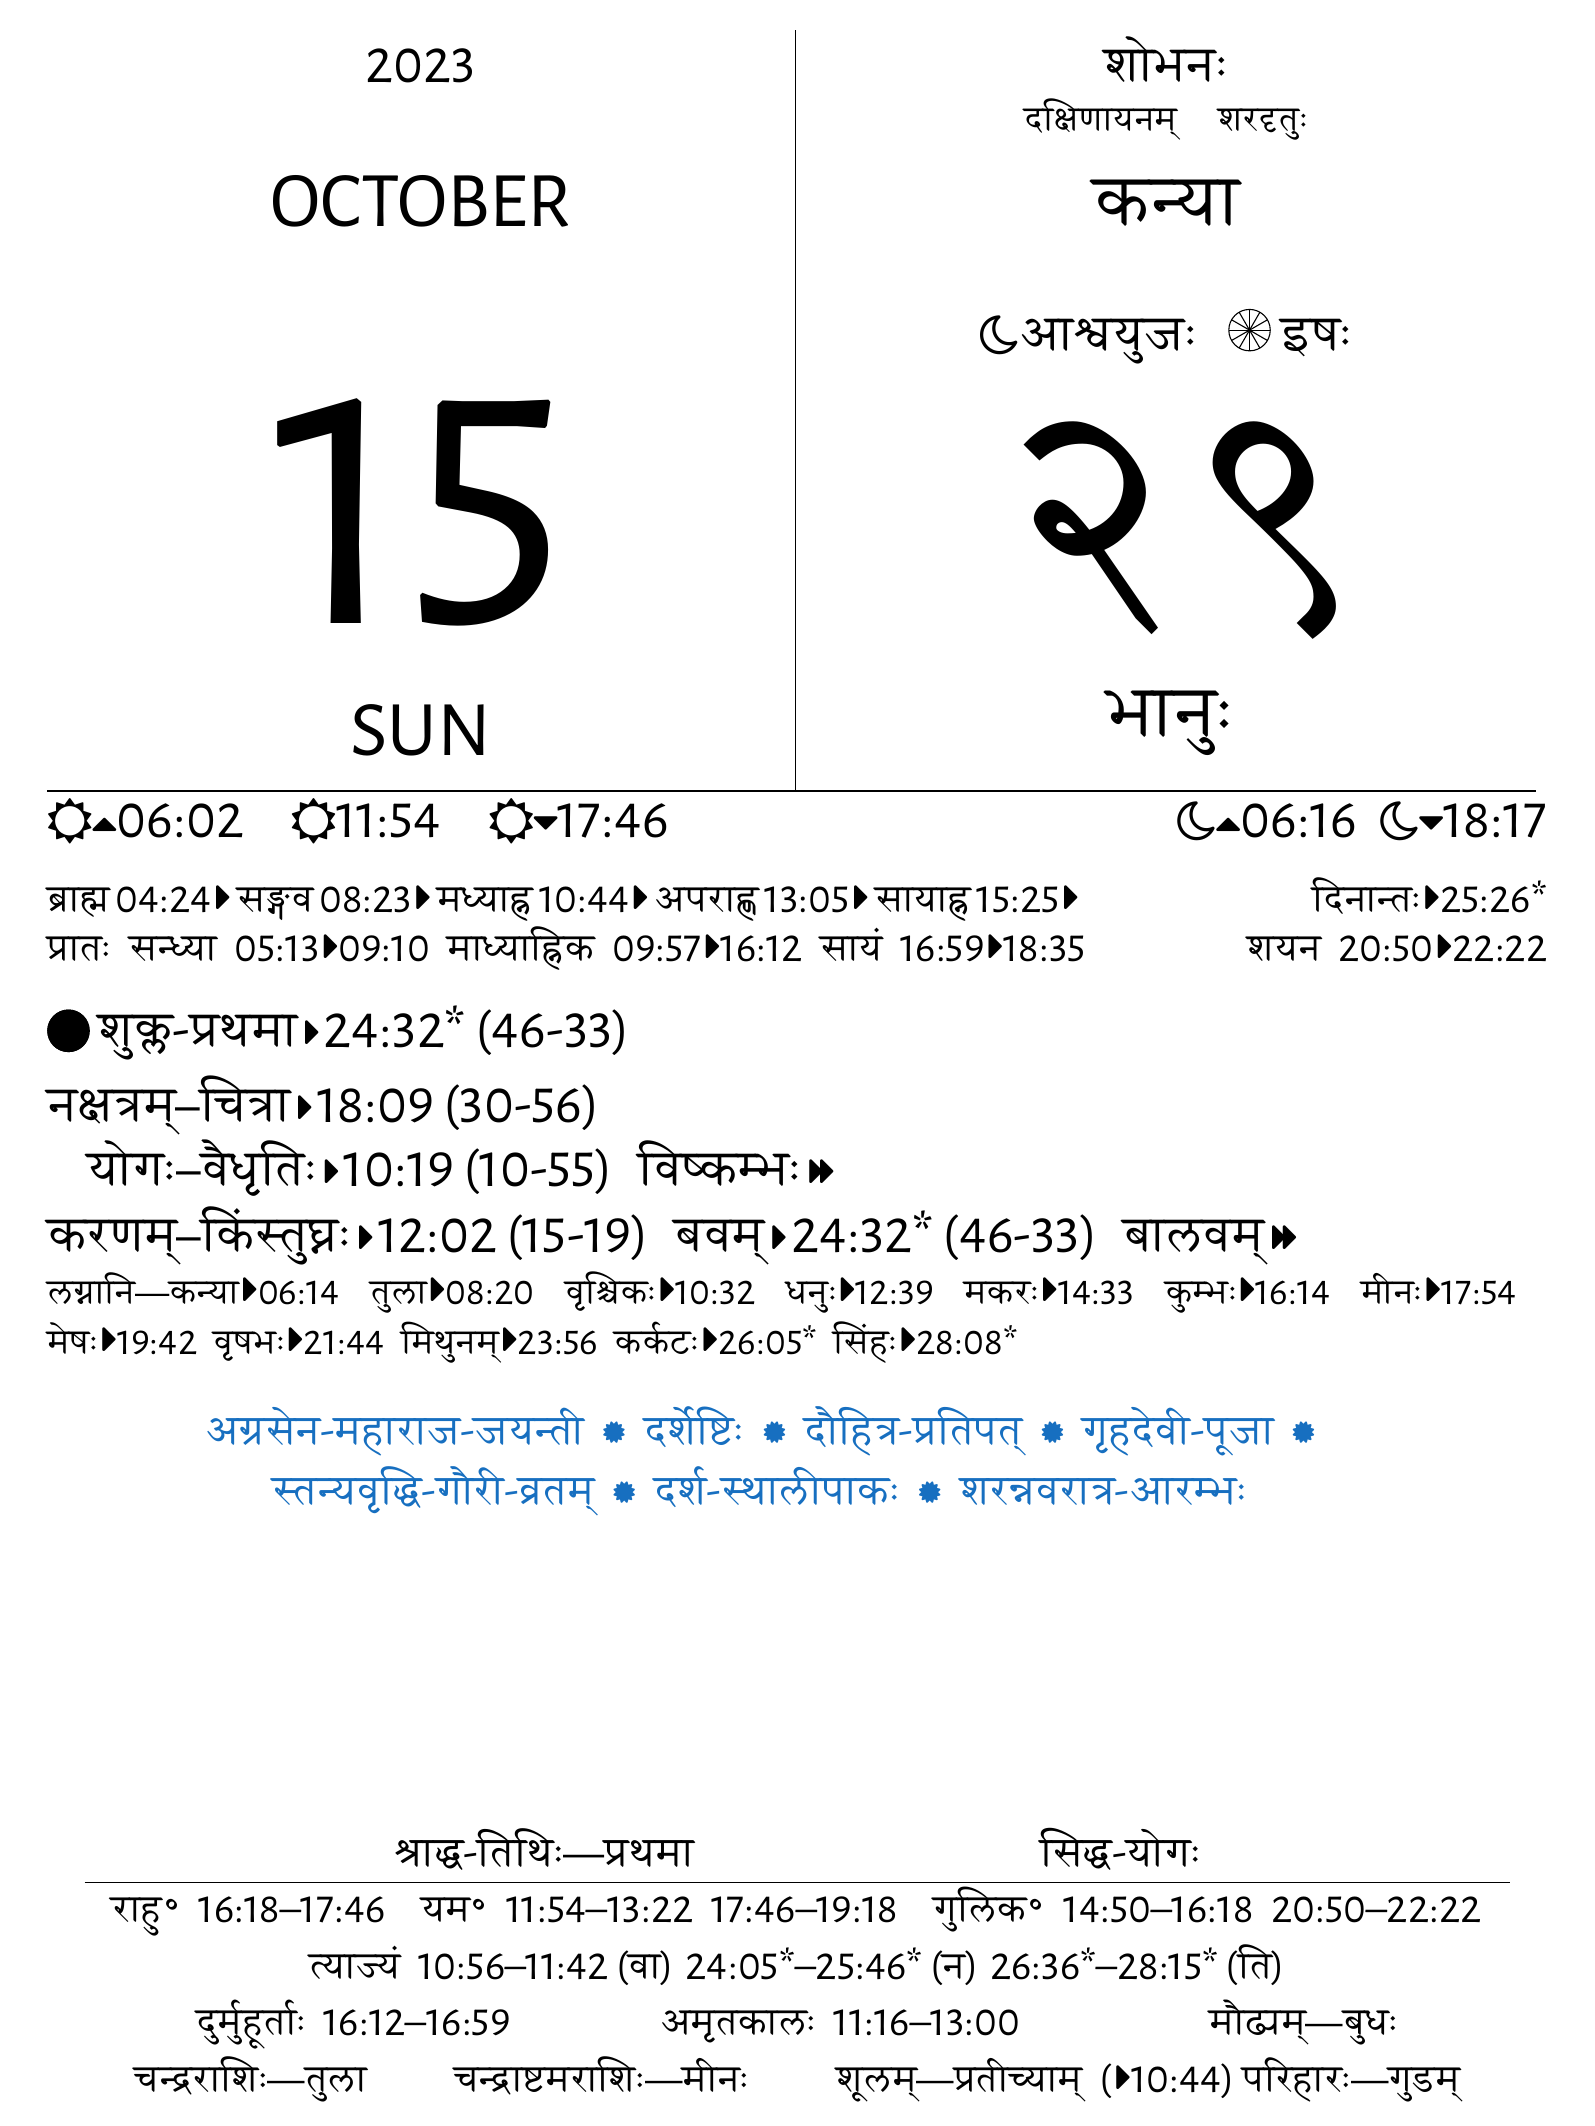 2023
OCTOBER
15
SUN
शोभनः
दक्षिणायनम् शरदृतुः
कन्या
आश्वयुजः इषः
२९
भानुः
06:02 11:54 17:46 06:16 18:17
ब्राह्म 04:24 सङ्गव 08:23 मध्याह्न 10:44 अपराह्ण 13:05 सायाह्न 15:25 दिनान्तः 25:26*
प्रातः सन्ध्या 05:13 09:10 माध्याह्निक 09:57 16:12 सायं 16:59 18:35 शयन 20:50 22:22
शुक्ल-प्रथमा 24:32* (46-33)
नक्षत्रम्–चित्रा 18:09 (30-56)
योगः–वैधृतिः 10:19 (10-55) विष्कम्भः
करणम्–किंस्तुघ्नः 12:02 (15-19) बवम् 24:32* (46-33) बालवम्
लग्नानि—कन्या 06:14 तुला 08:20 वृश्चिकः 10:32 धनुः 12:39 मकरः 14:33 कुम्भः 16:14 मीनः 17:54
मेषः 19:42 वृषभः 21:44 मिथुनम् 23:56 कर्कटः 26:05* सिंहः 28:08*
अग्रसेन-महाराज-जयन्ती ✹ दर्शेष्टिः ✹ दौहित्र-प्रतिपत् ✹ गृहदेवी-पूजा ✹
स्तन्यवृद्धि-गौरी-व्रतम् ✹ दर्श-स्थालीपाकः ✹ शरन्नवरात्र-आरम्भः
श्राद्ध-तिथिः—प्रथमा सिद्ध-योगः
राहु॰ 16:18–17:46 यम॰ 11:54–13:22 17:46–19:18 गुलिक॰ 14:50–16:18 20:50–22:22
त्याज्यं 10:56–11:42 (वा) 24:05*–25:46* (न) 26:36*–28:15* (ति)
दुर्मुहूर्ताः 16:12–16:59 अमृतकालः 11:16–13:00 मौढ्यम्—बुधः
चन्द्रराशिः—तुला चन्द्राष्टमराशिः—मीनः शूलम्—प्रतीच्याम् (10:44) परिहारः—गुडम्